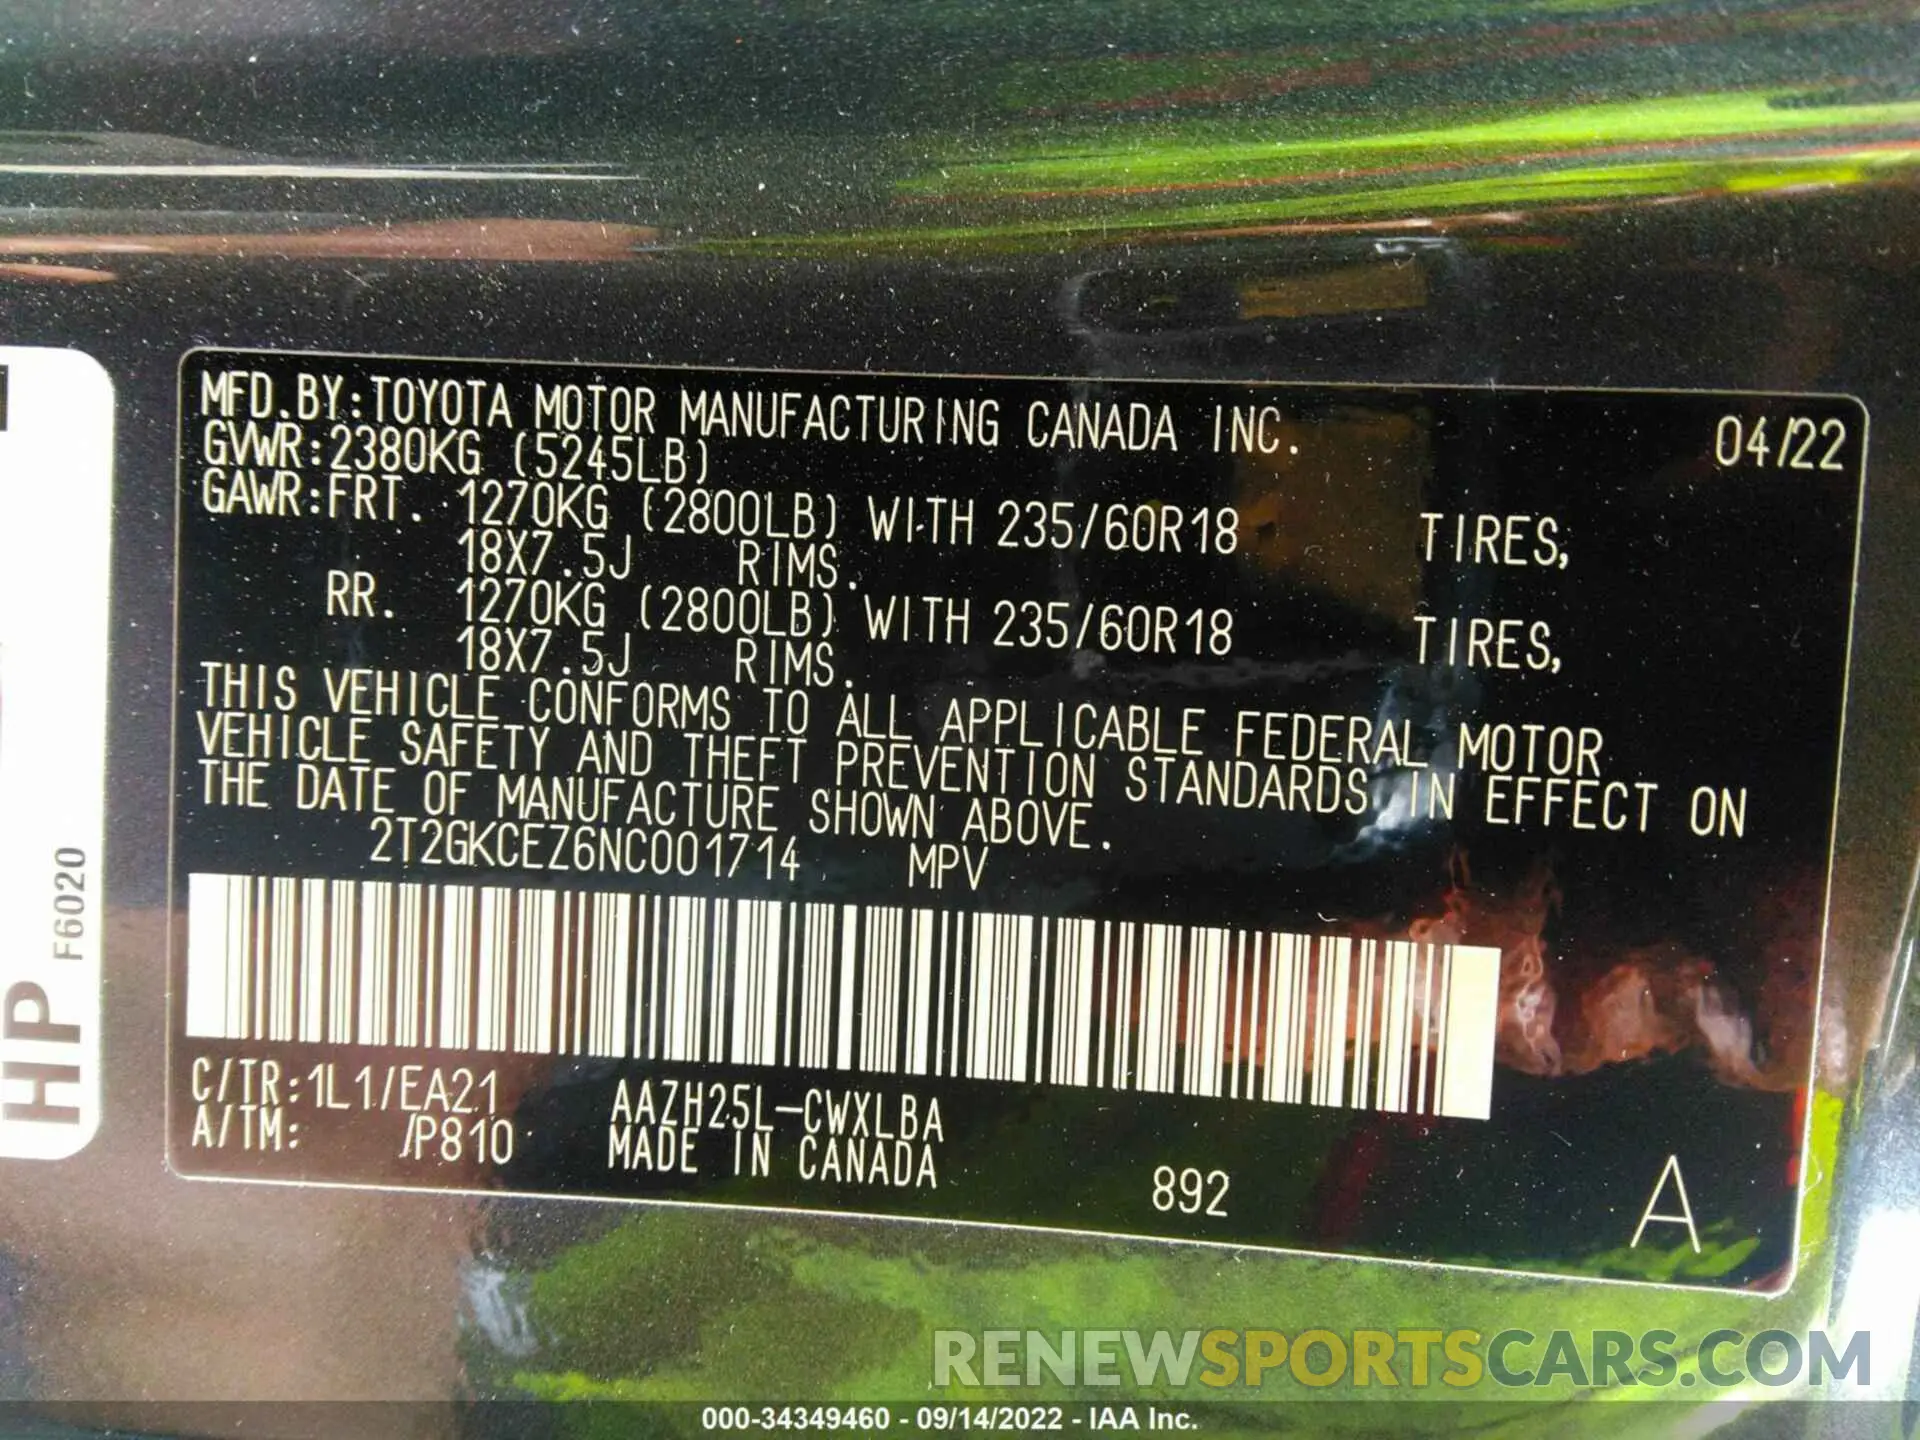 MFD.BY:TOYOTA MOTOR MANUFACTURING CANADA INC. 04/22
GVWR:2380KG (5245LB)
GAWR:FRT. 1270KG (2800LB) WITH 235/60R18 TIRES,
18X7.5J RIMS.
RR. 1270KG (2800LB) WITH 235/60R18 TIRES,
18X7.5J RIMS.
THIS VEHICLE CONFORMS TO ALL APPLICABLE FEDERAL MOTOR
VEHICLE SAFETY AND THEFT PREVENTION STANDARDS IN EFFECT ON
THE DATE OF MANUFACTURE SHOWN ABOVE.
2T2GKCEZ6NC001714 MPV
C/TR:1L1/EA21 AAZH25L-CWXLBA
A/TM: /P810 MADE IN CANADA 892 A
HP F6020
RENEWSPORTSCARS.COM
000-34349460 - 09/14/2022 - IAA Inc.